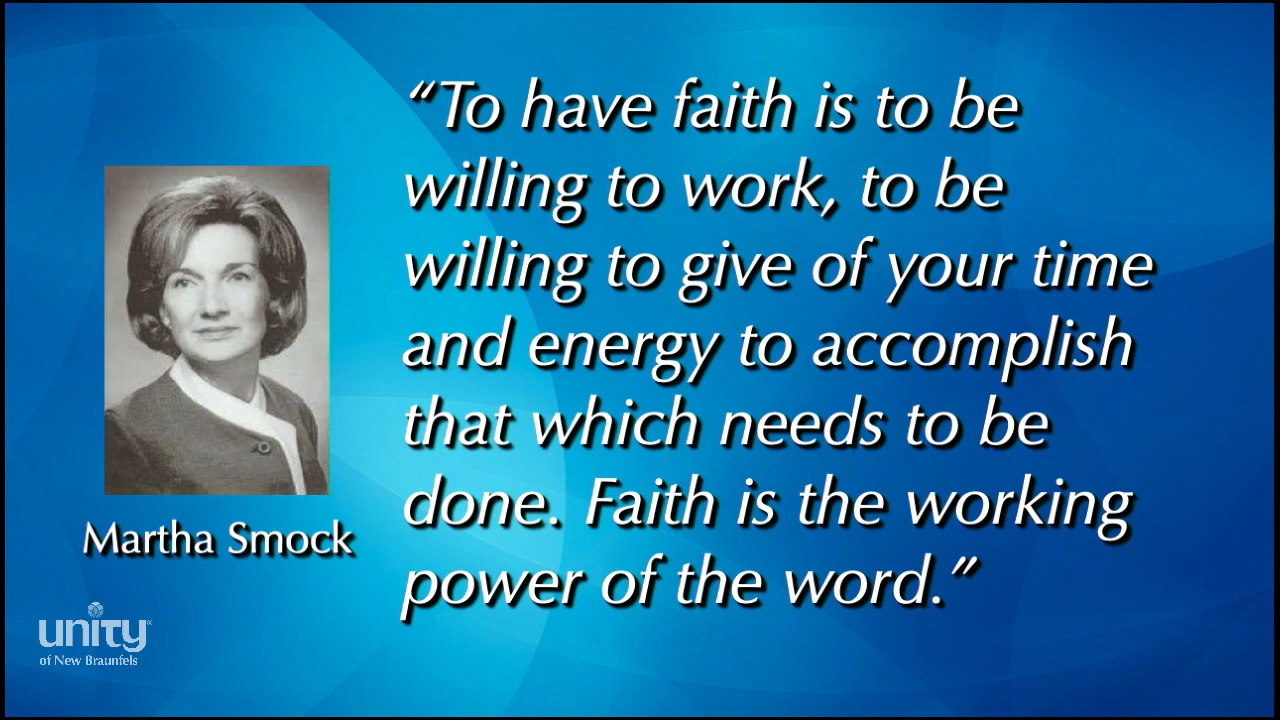 “To have faith is to be
willing to work, to be
willing to give of your time
and energy to accomplish
that which needs to be
done. Faith is the working
power of the word.”
Martha Smock
unity
of New Braunfels